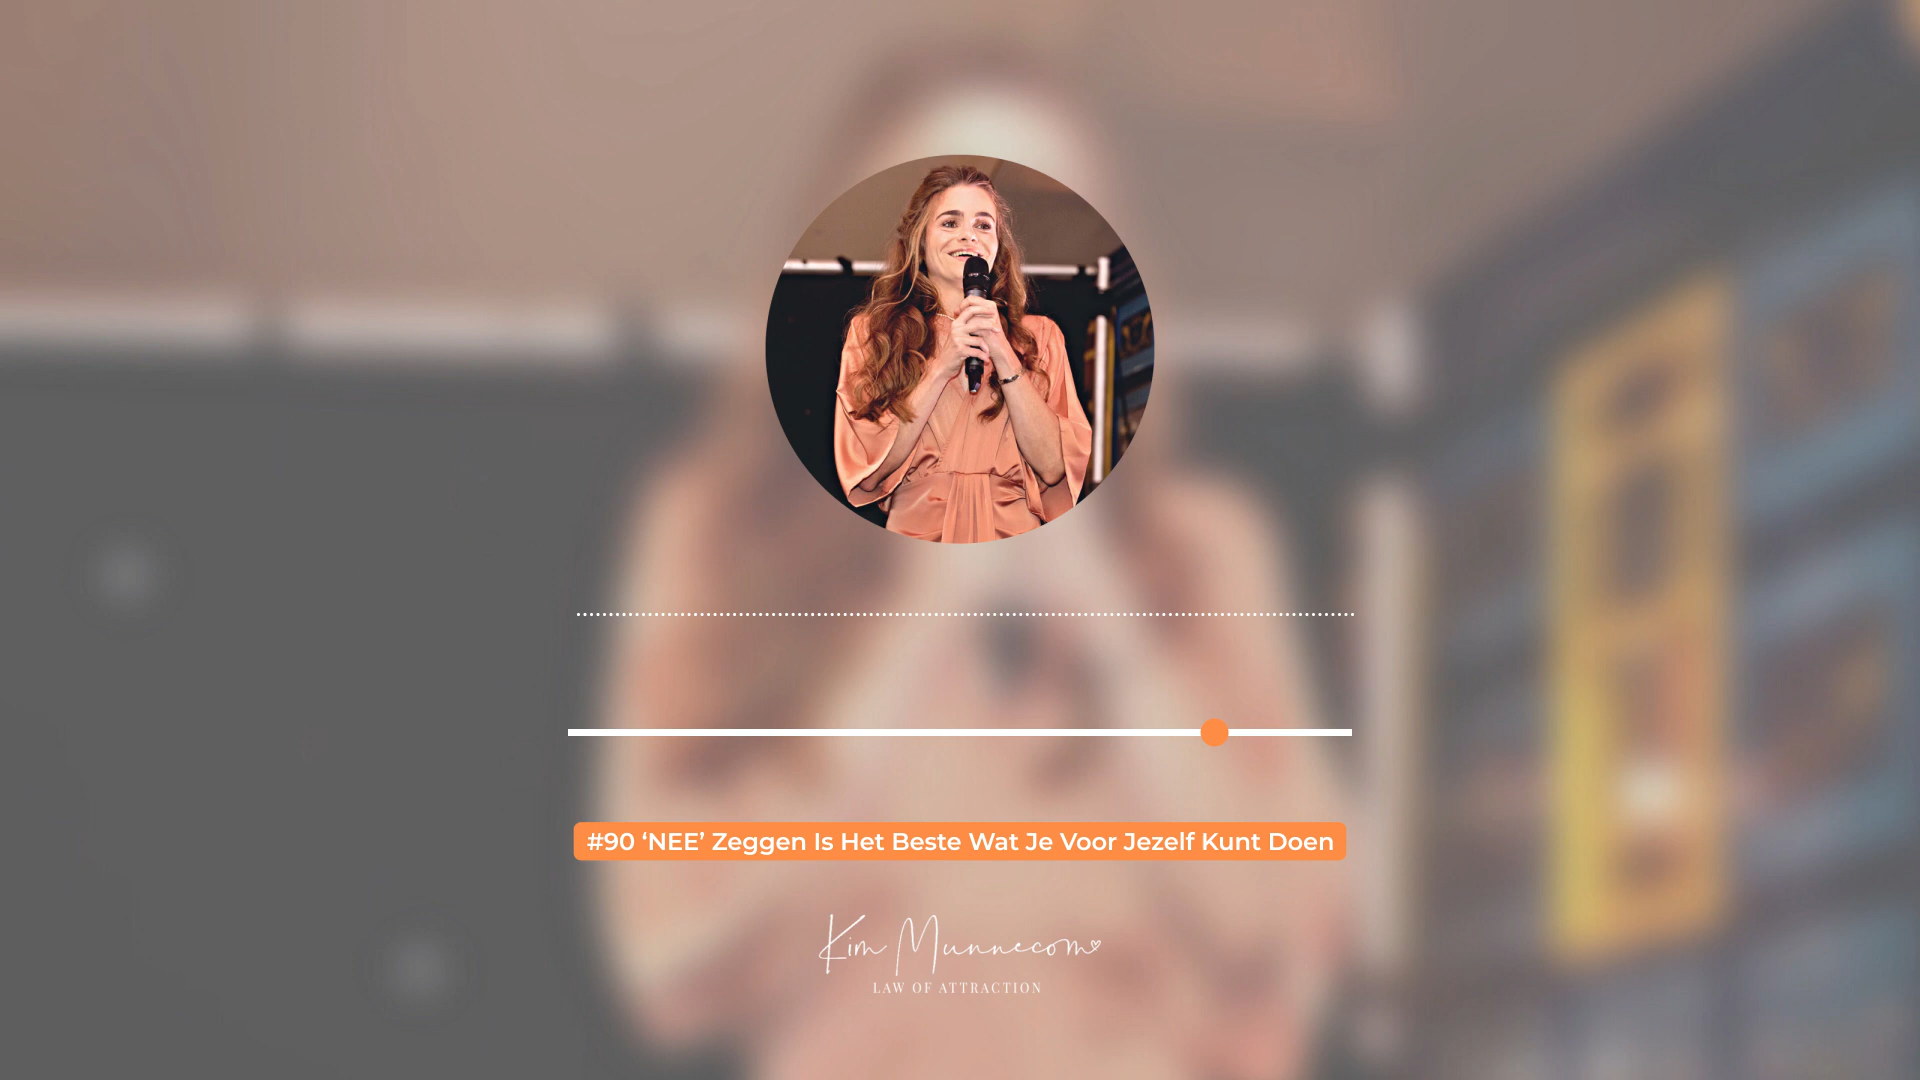 #90 ‘NEE’ Zeggen Is Het Beste Wat Je Voor Jezelf Kunt Doen
Kim Munnecom
LAW OF ATTRACTION